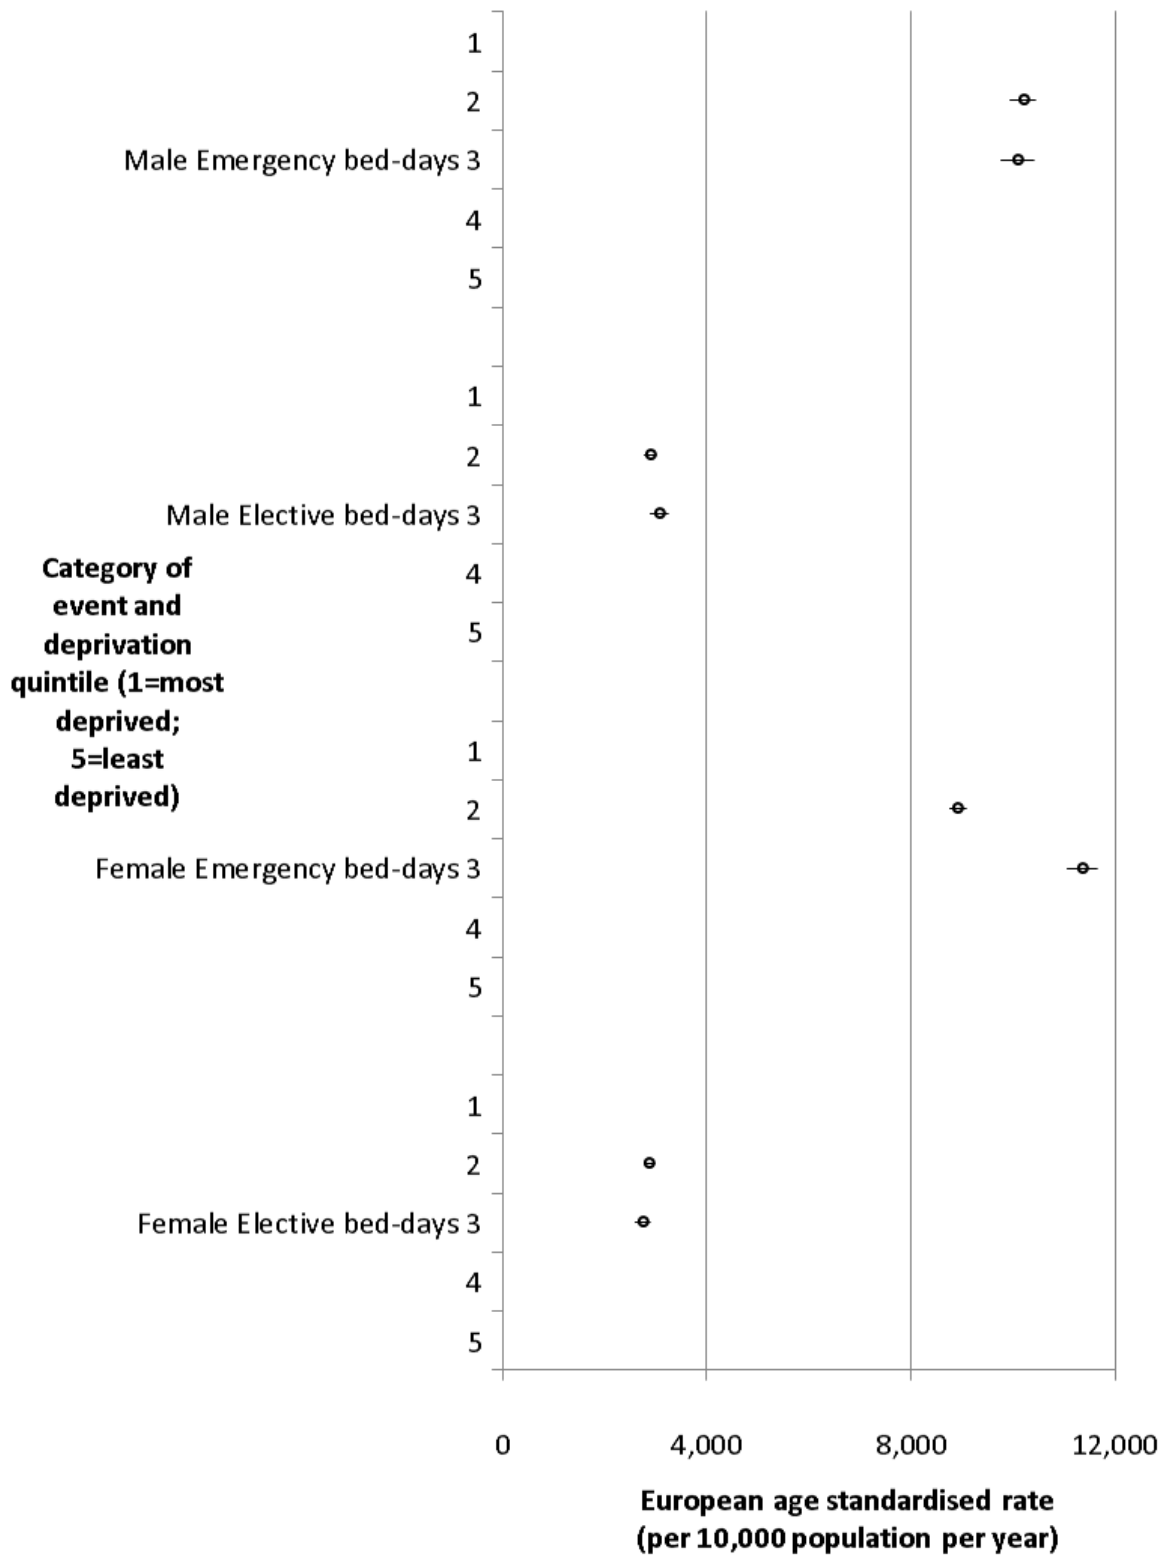 1
2
Male Emergency bed-days 3
4
5
1
2
Male Elective bed-days 3
4
5
Category of
event and
deprivation
quintile (1=most
deprived;
5=least
deprived)
1
2
Female Emergency bed-days 3
4
5
1
2
Female Elective bed-days 3
4
5
0 4,000 8,000 12,000
European age standardised rate
(per 10,000 population per year)